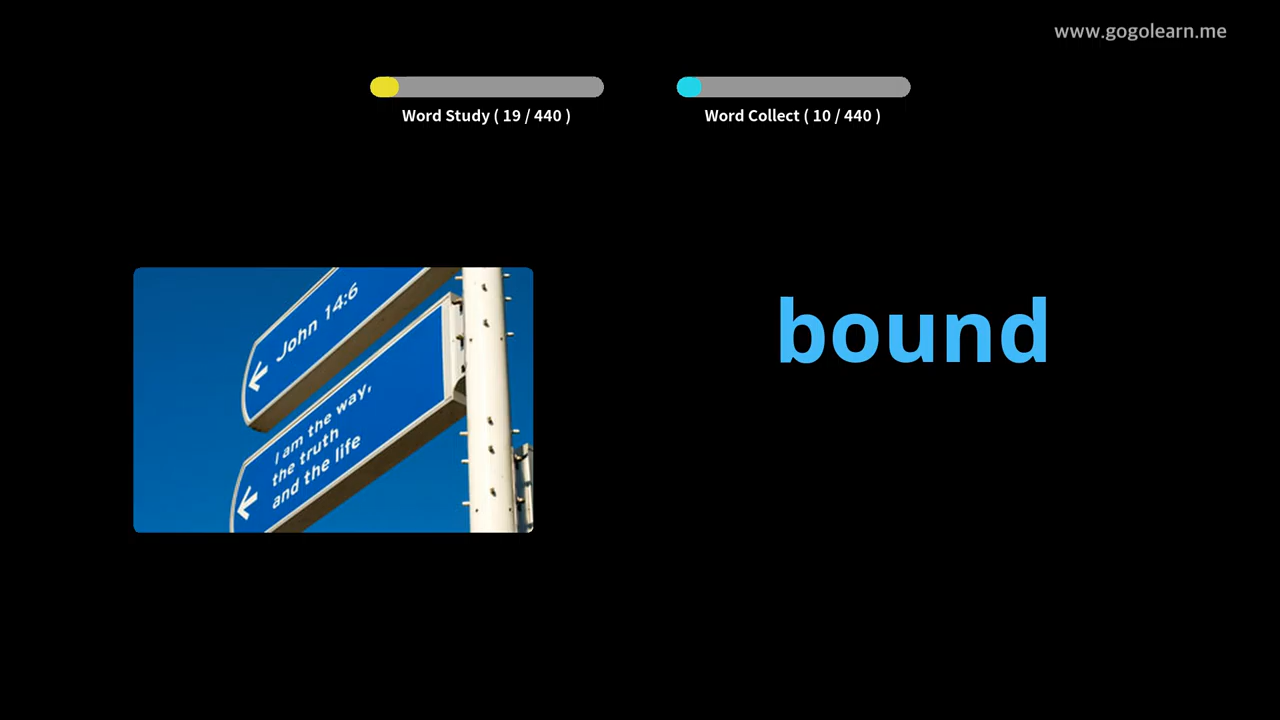 www.gogolearn.me
Word Study ( 19 / 440 )
Word Collect ( 10 / 440 )
John 14:6
I am the way,
the truth
and the life
bound